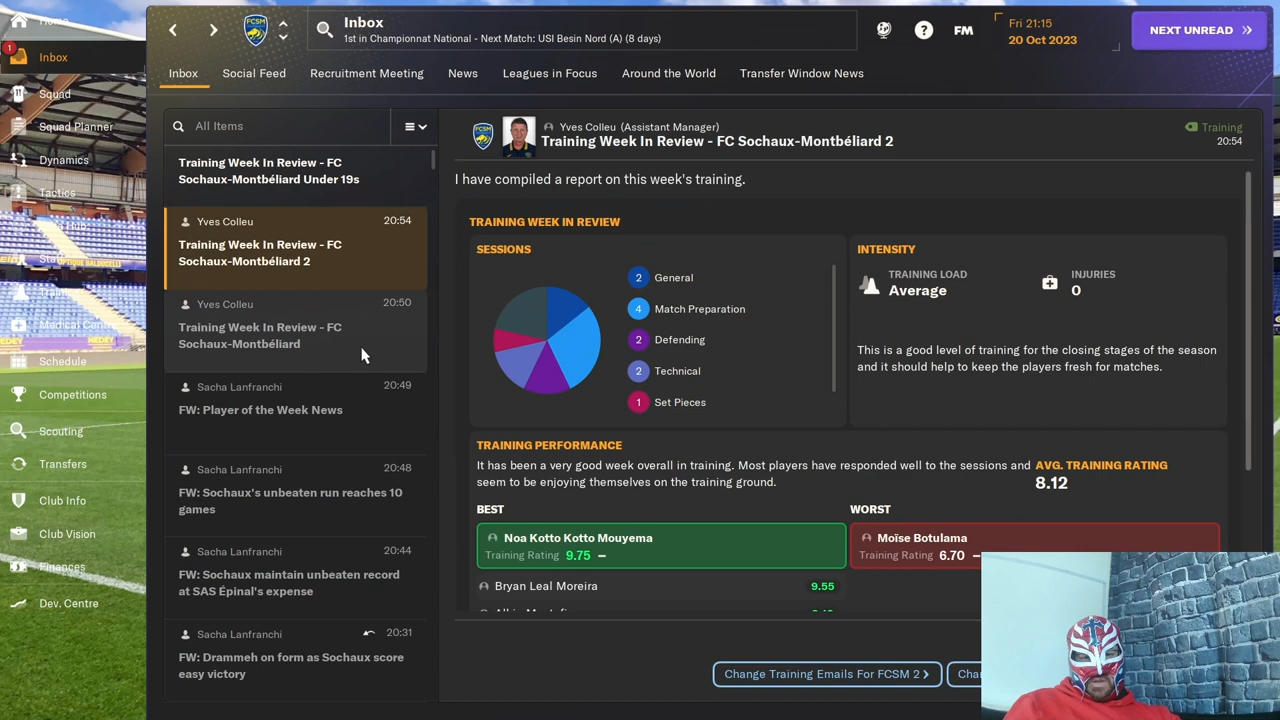 Home
1
Inbox
Squad
Squad Planner
Dynamics
Tactics
Medical Centre
Schedule
Competitions
Scouting
Transfers
Club Info
Club Vision
Finances
Dev. Centre
FCSM
Inbox
1st in Championnat National - Next Match: USI Besin Nord (A) (8 days)
?
FM
Fri 21:15
20 Oct 2023
NEXT UNREAD
Inbox
Social Feed
Recruitment Meeting
News
Leagues in Focus
Around the World
Transfer Window News
All Items
Training Week In Review - FC
Sochaux-Montbéliard Under 19s
Yves Colleu
20:54
Training Week In Review - FC
Sochaux-Montbéliard 2
Yves Colleu
20:50
Training Week In Review - FC
Sochaux-Montbéliard
Sacha Lanfranchi
20:49
FW: Player of the Week News
Sacha Lanfranchi
20:48
FW: Sochaux's unbeaten run reaches 10
games
Sacha Lanfranchi
20:44
FW: Sochaux maintain unbeaten record
at SAS Épinal's expense
Sacha Lanfranchi
20:31
FW: Drammeh on form as Sochaux score
easy victory
FCSM
Yves Colleu (Assistant Manager)
Training Week In Review - FC Sochaux-Montbéliard 2
Training
20:54
I have compiled a report on this week's training.
TRAINING WEEK IN REVIEW
SESSIONS
2 General
4 Match Preparation
2 Defending
2 Technical
1 Set Pieces
INTENSITY
TRAINING LOAD
Average
INJURIES
0
This is a good level of training for the closing stages of the season
and it should help to keep the players fresh for matches.
TRAINING PERFORMANCE
It has been a very good week overall in training. Most players have responded well to the sessions and
seem to be enjoying themselves on the training ground.
AVG. TRAINING RATING
8.12
BEST
Noa Kotto Kotto Mouyema
Training Rating 9.75 –
Bryan Leal Moreira
9.55
WORST
Moïse Botulama
Training Rating 6.70 –
Change Training Emails For FCSM 2